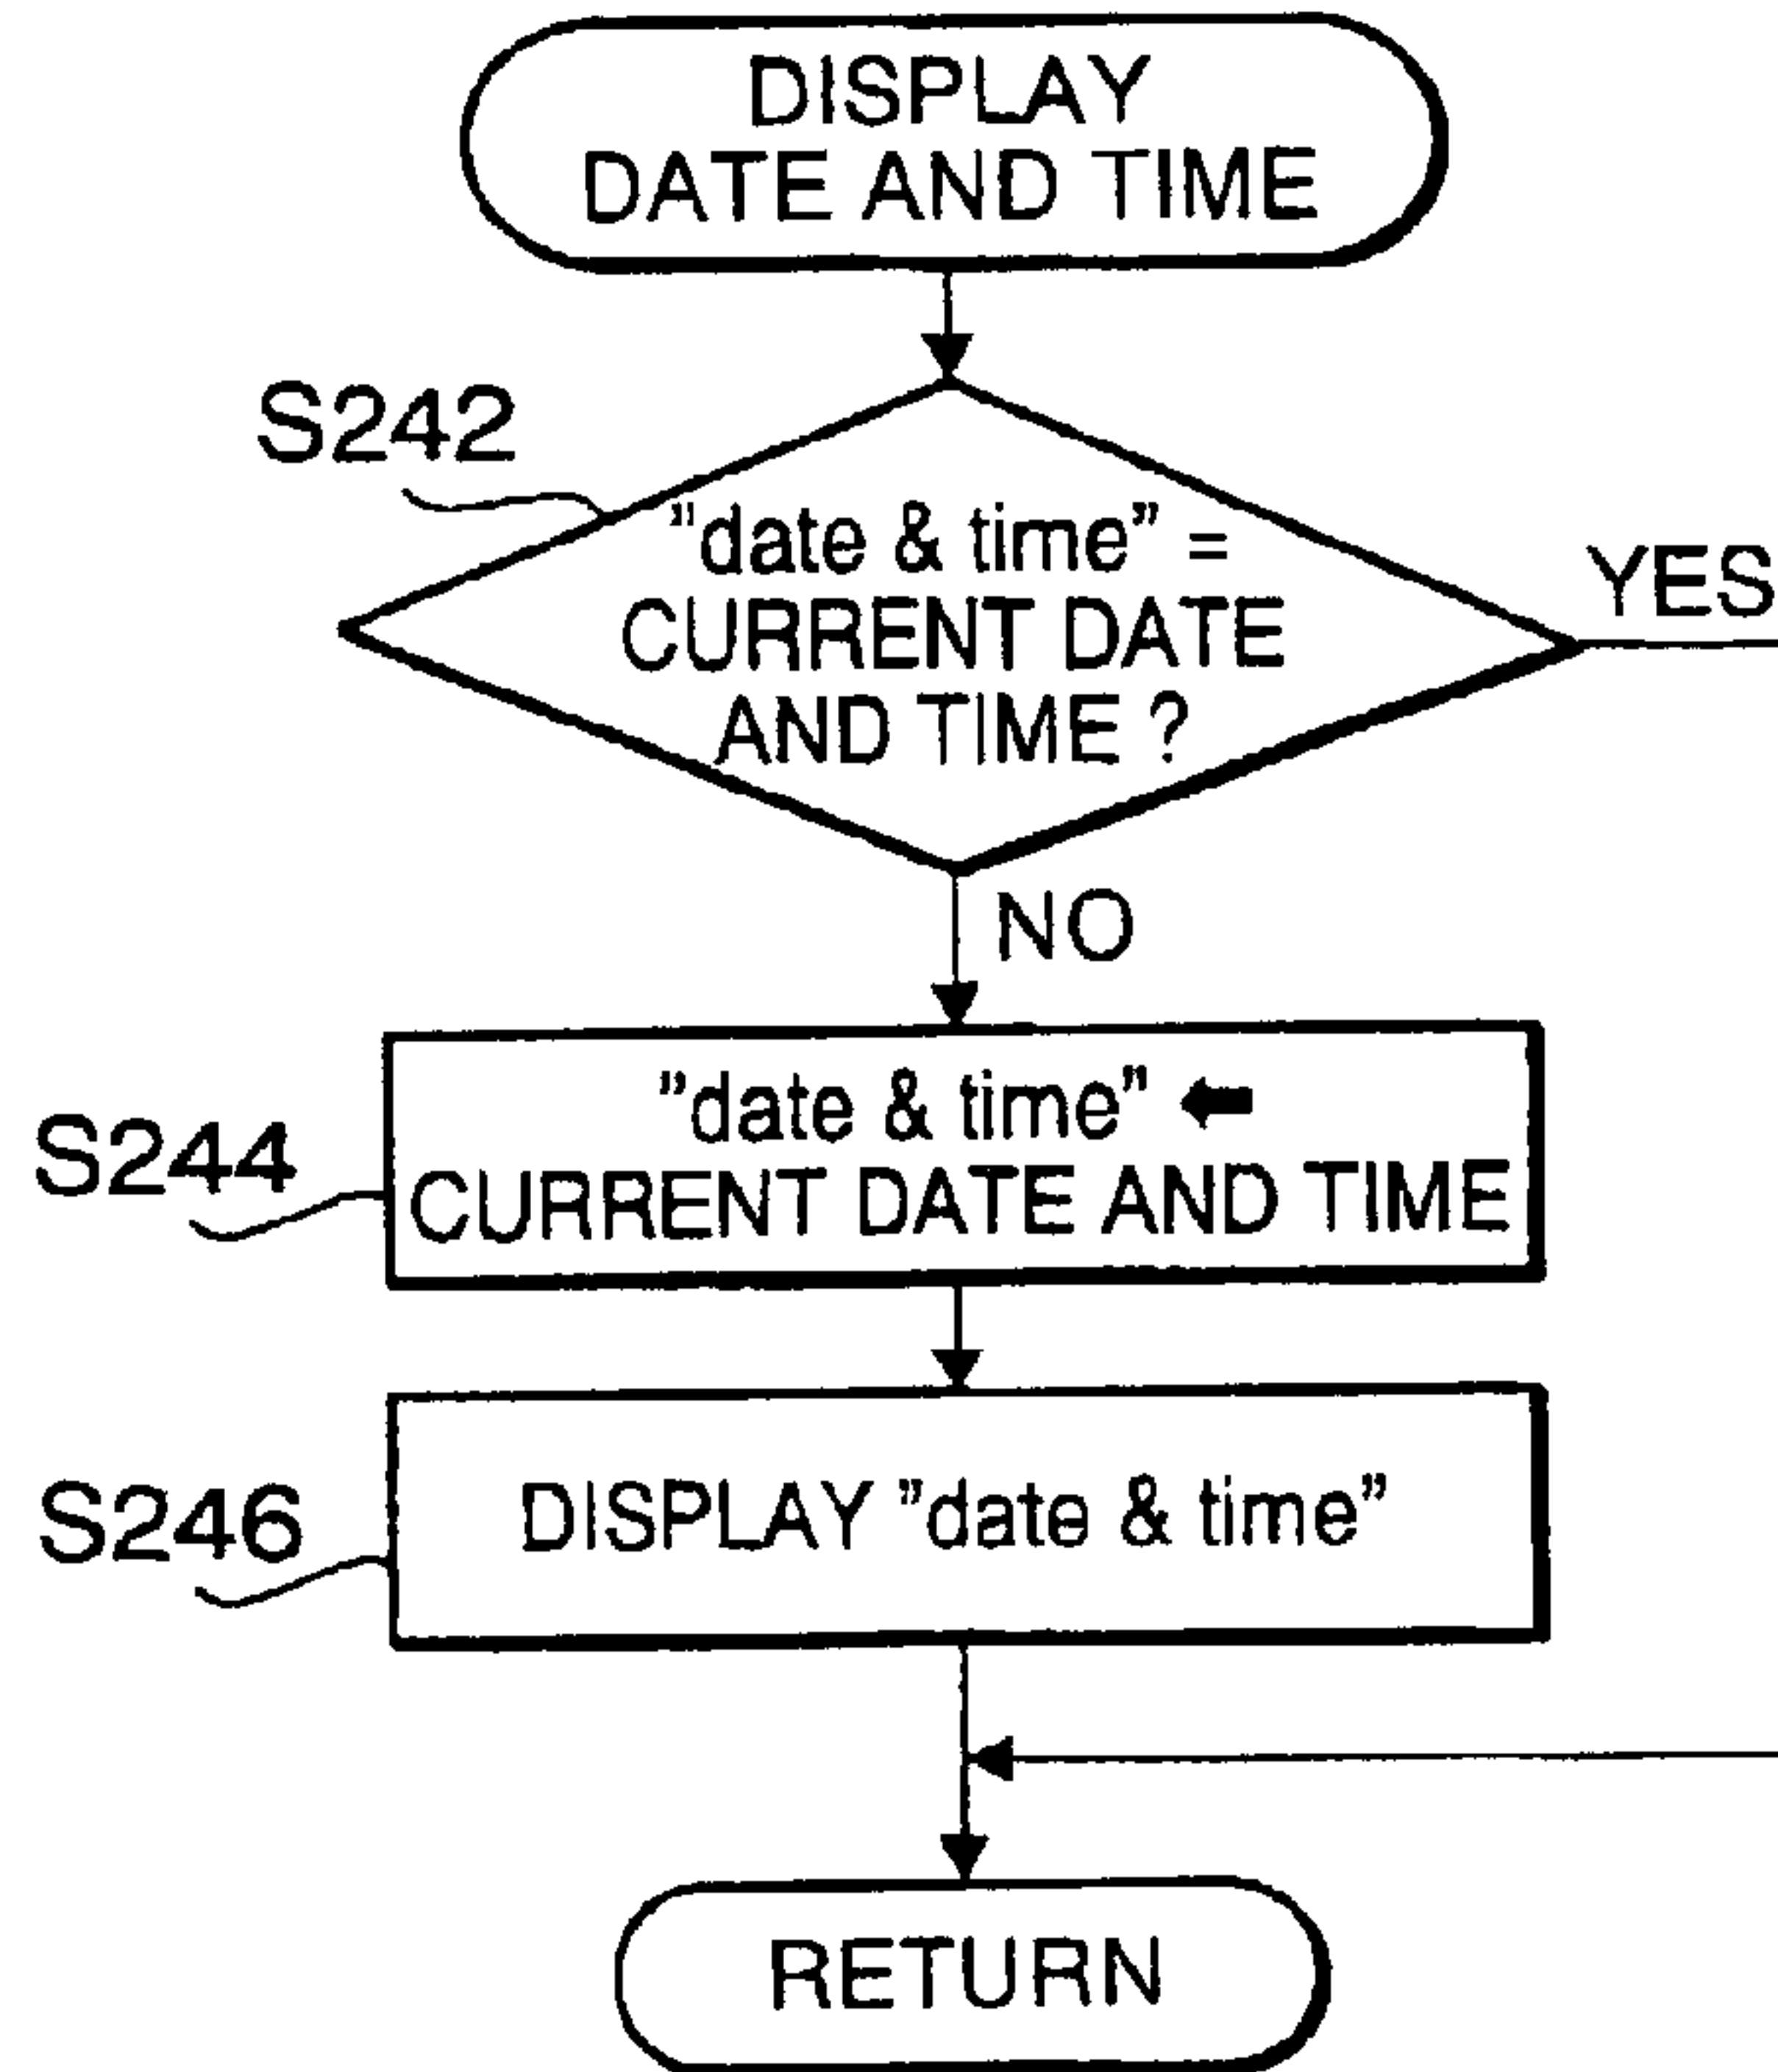 DISPLAY
DATE AND TIME
S242
"date & time" =
CURRENT DATE
AND TIME ?
YES
NO
S244
"date & time" ⬅
CURRENT DATE AND TIME
S246
DISPLAY "date & time"
RETURN